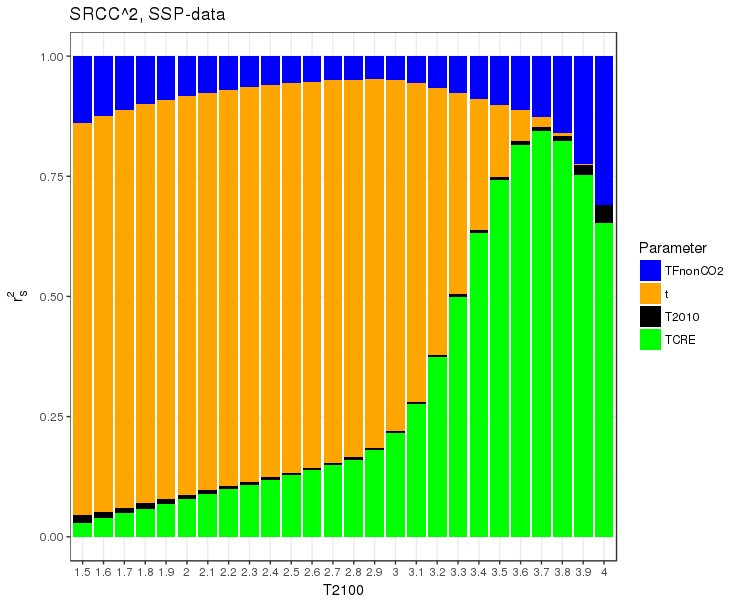 SRCC^2, SSP-data
1.00
0.75
0.50
0.25
0.00
r²s
1.5 1.6 1.7 1.8 1.9 2 2.1 2.2 2.3 2.4 2.5 2.6 2.7 2.8 2.9 3 3.1 3.2 3.3 3.4 3.5 3.6 3.7 3.8 3.9 4
T2100
Parameter
TFnonCO2
t
T2010
TCRE